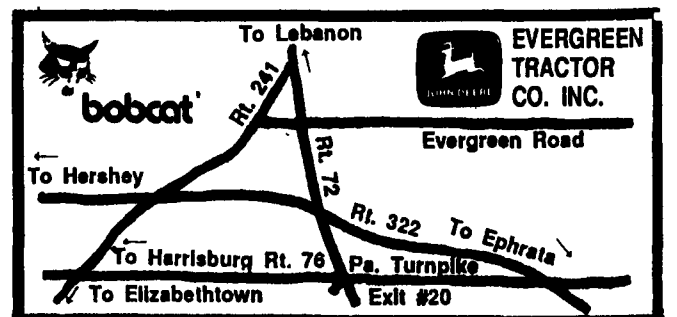 To Lebanon
bobcat
JOHN DEERE
EVERGREEN
TRACTOR
CO. INC.
Rt. 241
Evergreen Road
Rt. 72
To Hershey
Rt. 322
To Ephrata
To Harrisburg Rt. 76 Pa. Turnpike
To Elizabethtown
Exit #20